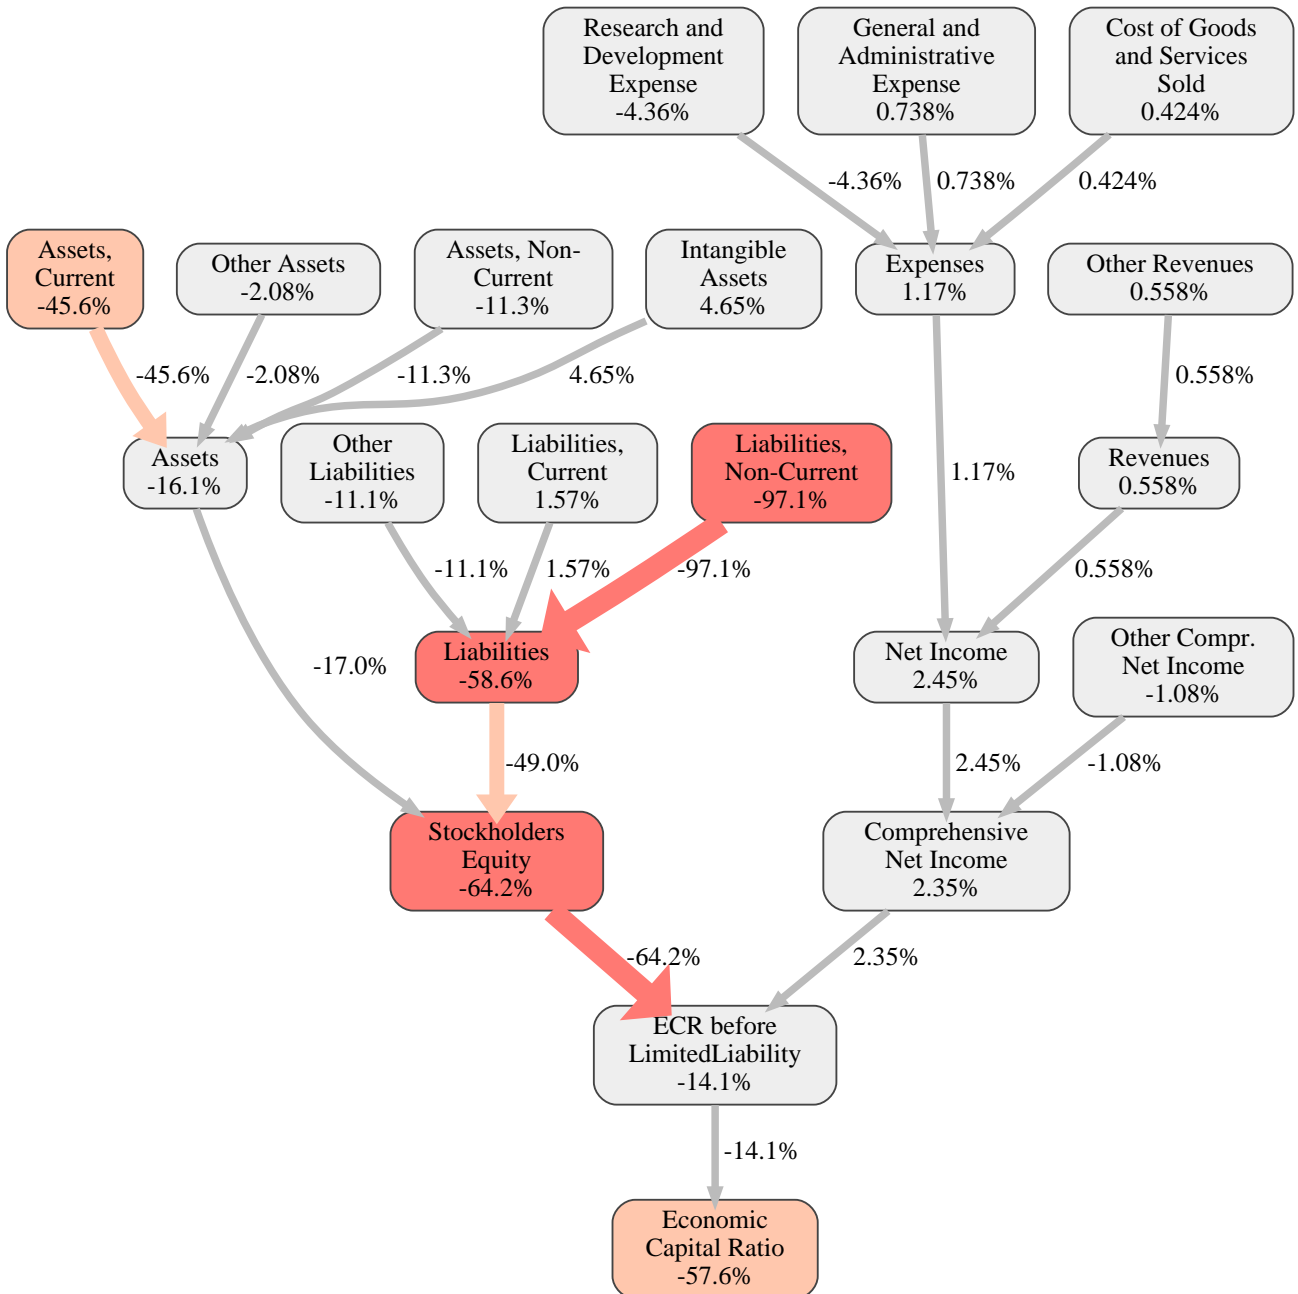 Research and
Development
Expense
-4.36%
General and
Administrative
Expense
0.738%
Cost of Goods
and Services
Sold
0.424%
-4.36%
0.738%
0.424%
Assets,
Current
-45.6%
Other Assets
-2.08%
Assets, Non-
Current
-11.3%
Intangible
Assets
4.65%
Expenses
1.17%
Other Revenues
0.558%
-45.6%
-2.08%
-11.3%
4.65%
0.558%
Assets
-16.1%
Other
Liabilities
-11.1%
Liabilities,
Current
1.57%
Liabilities,
Non-Current
-97.1%
1.17%
Revenues
0.558%
-11.1%
1.57%
-97.1%
0.558%
-17.0%
Liabilities
-58.6%
Net Income
2.45%
Other Compr.
Net Income
-1.08%
-49.0%
2.45%
-1.08%
Stockholders
Equity
-64.2%
Comprehensive
Net Income
2.35%
-64.2%
2.35%
ECR before
LimitedLiability
-14.1%
-14.1%
Economic
Capital Ratio
-57.6%